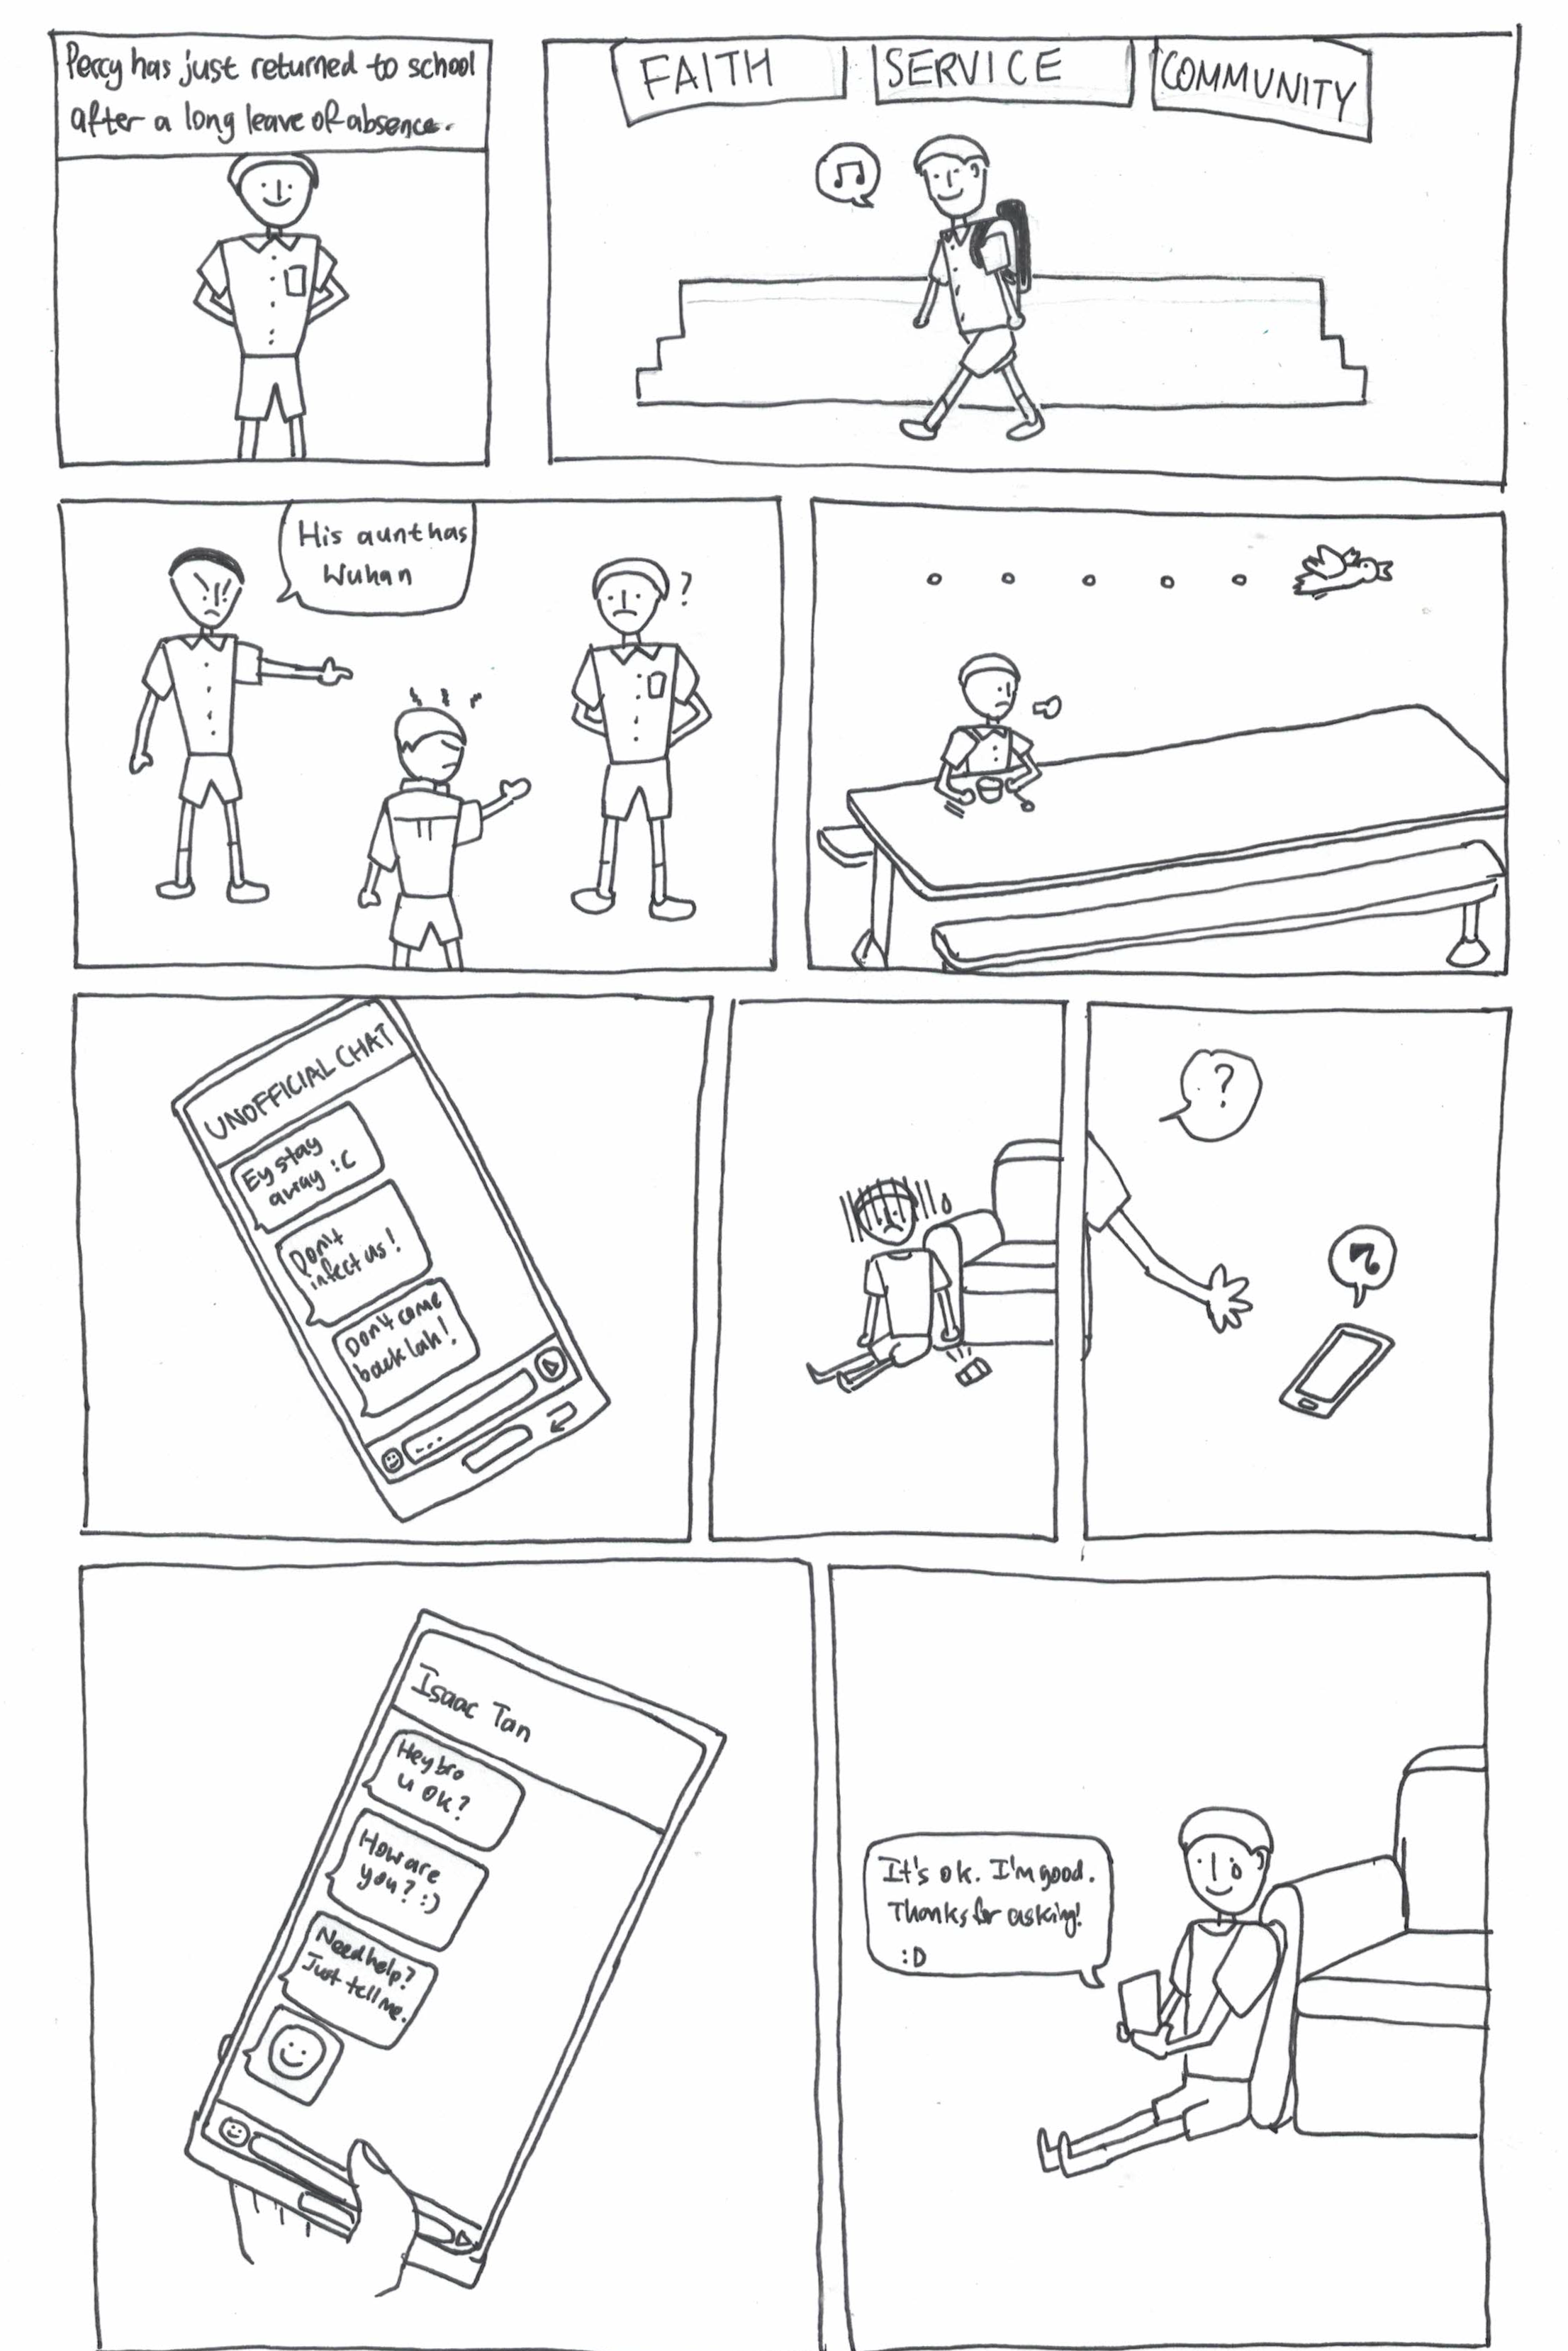 Percy has just returned to school
after a long leave of absence.
FAITH
SERVICE
COMMUNITY
His aunt has
Wuhan
?
UNOFFICIAL CHAT
Ey stay
away :C
Don't
infect us!
Don't come
back lah!
...
?
Isaac Tan
Hey bro
u ok?
How are
you? :)
Need help?
Just tell me.
It's ok. I'm good.
Thanks for asking!
:D